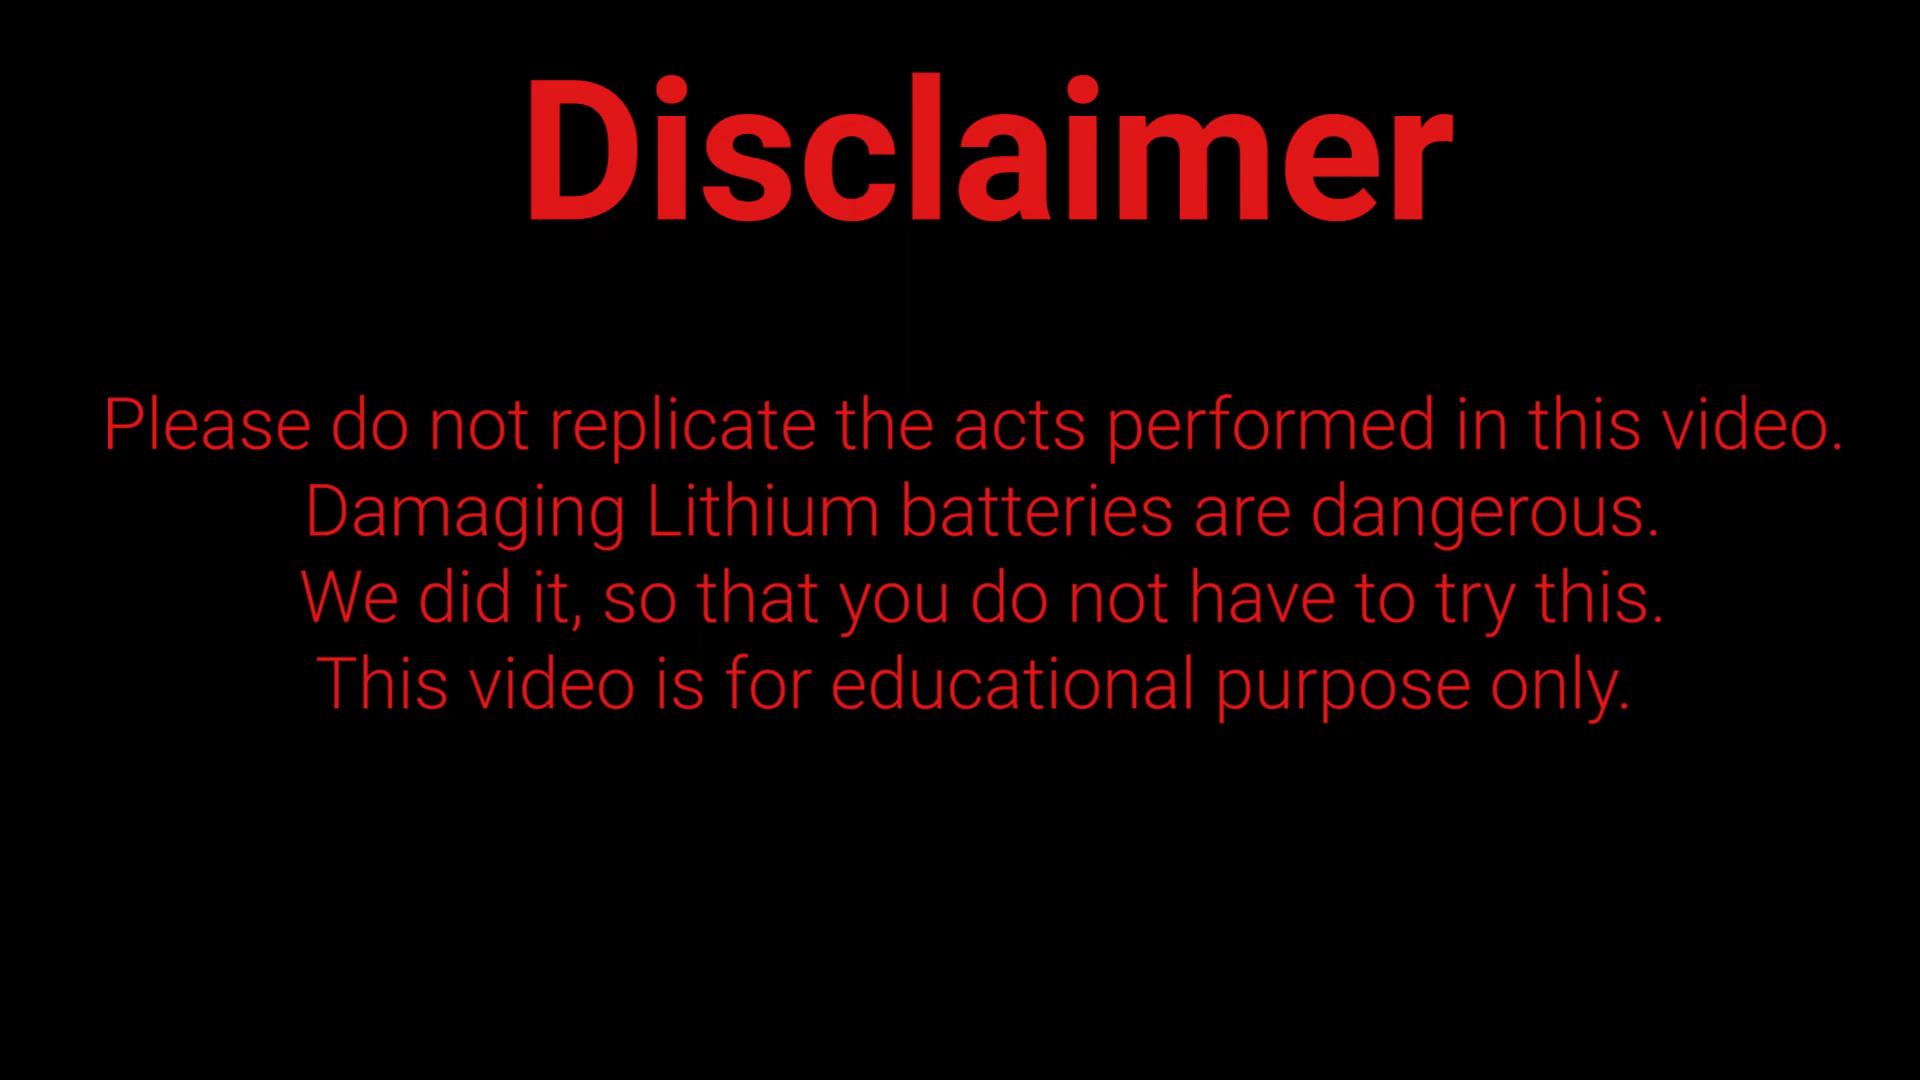 Disclaimer
Please do not replicate the acts performed in this video.
Damaging Lithium batteries are dangerous.
We did it, so that you do not have to try this.
This video is for educational purpose only.